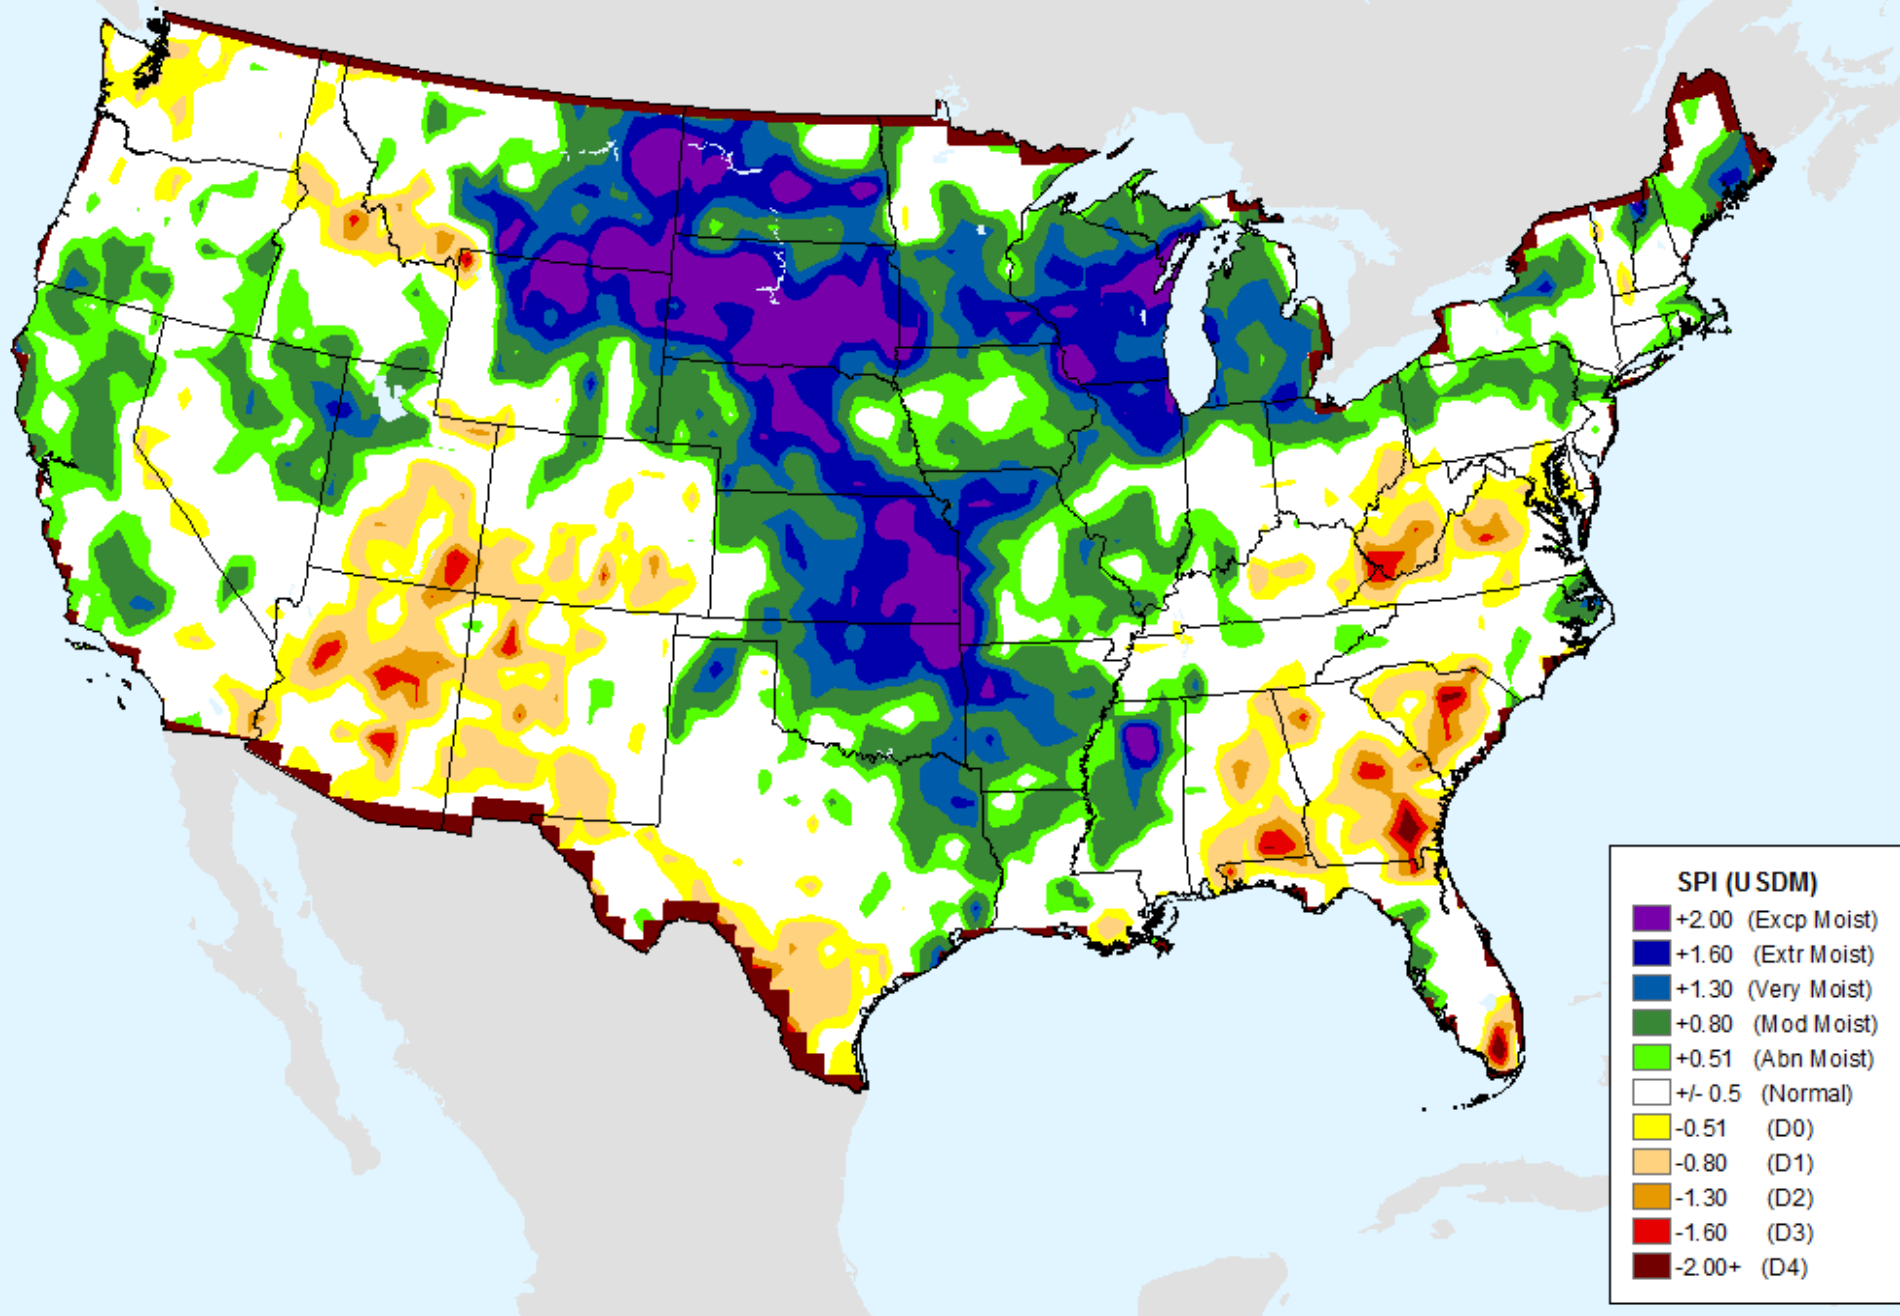 SPI (USDM)
+2.00 (Excp Moist)
+1.60 (Extr Moist)
+1.30 (Very Moist)
+0.80 (Mod Moist)
+0.51 (Abn Moist)
+/- 0.5 (Normal)
-0.51 (D0)
-0.80 (D1)
-1.30 (D2)
-1.60 (D3)
-2.00+ (D4)